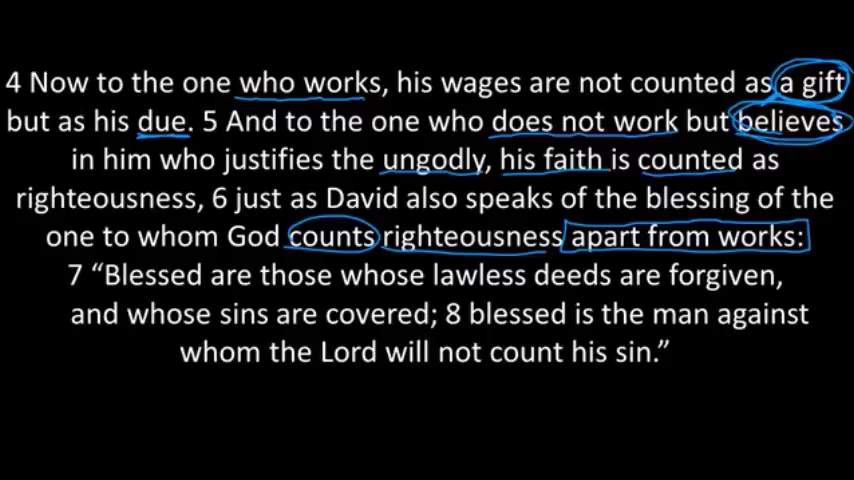 4 Now to the one who works, his wages are not counted as a gift
but as his due. 5 And to the one who does not work but believes
in him who justifies the ungodly, his faith is counted as
righteousness, 6 just as David also speaks of the blessing of the
one to whom God counts righteousness apart from works:
7 “Blessed are those whose lawless deeds are forgiven,
and whose sins are covered; 8 blessed is the man against
whom the Lord will not count his sin.”